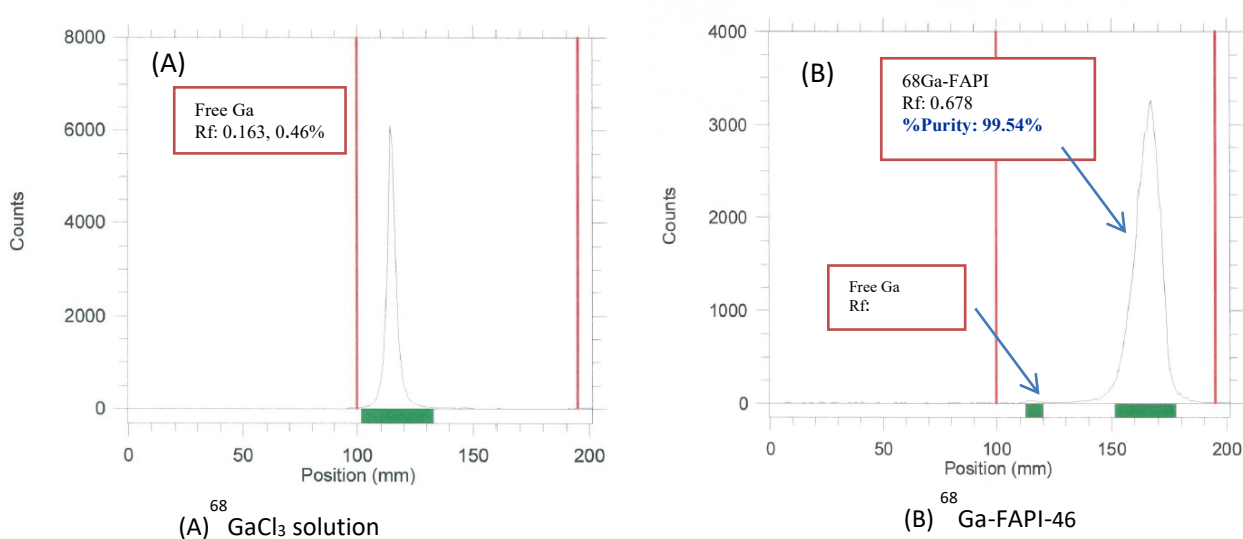 (A)
Free Ga
Rf: 0.163, 0.46%
8000
6000
4000
2000
0
Counts
0 50 100 150 200
Position (mm)
(A) ⁶⁸GaCl₃ solution
(B)
68Ga-FAPI
Rf: 0.678
%Purity: 99.54%
Free Ga
Rf:
4000
3000
2000
1000
0
Counts
0 50 100 150 200
Position (mm)
(B) ⁶⁸Ga-FAPI-46